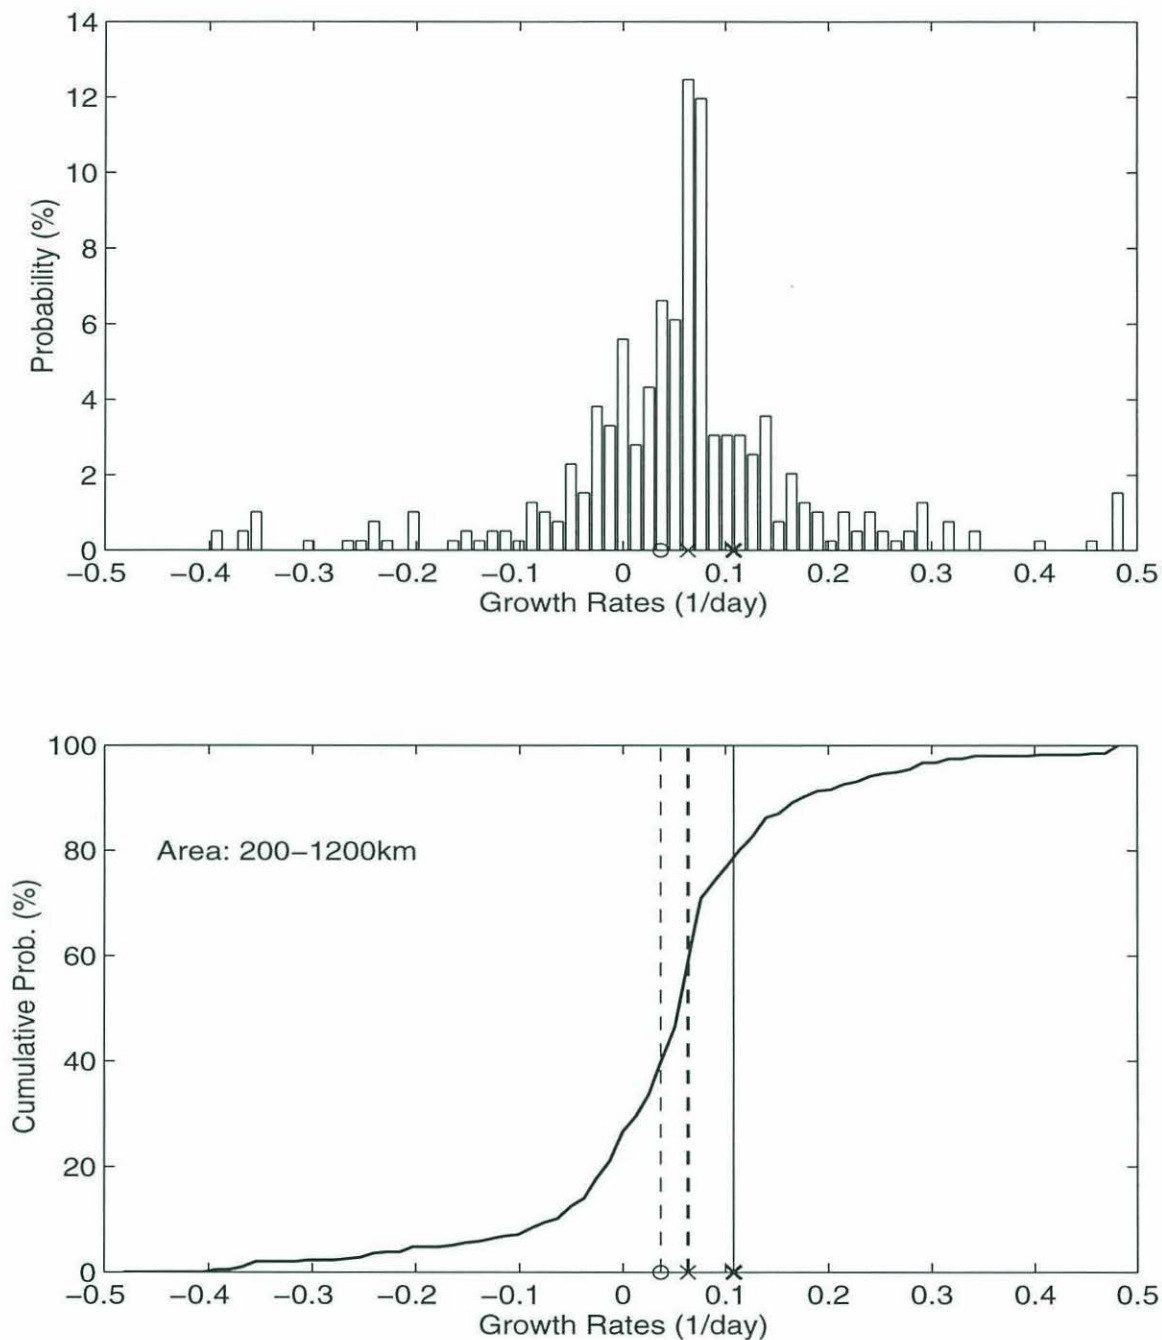 14
12
10
8
6
4
2
0
Probability (%)
−0.5 −0.4 −0.3 −0.2 −0.1 0 0.1 0.2 0.3 0.4 0.5
Growth Rates (1/day)
100
80
60
40
20
0
Cumulative Prob. (%)
Area: 200−1200km
−0.5 −0.4 −0.3 −0.2 −0.1 0 0.1 0.2 0.3 0.4 0.5
Growth Rates (1/day)